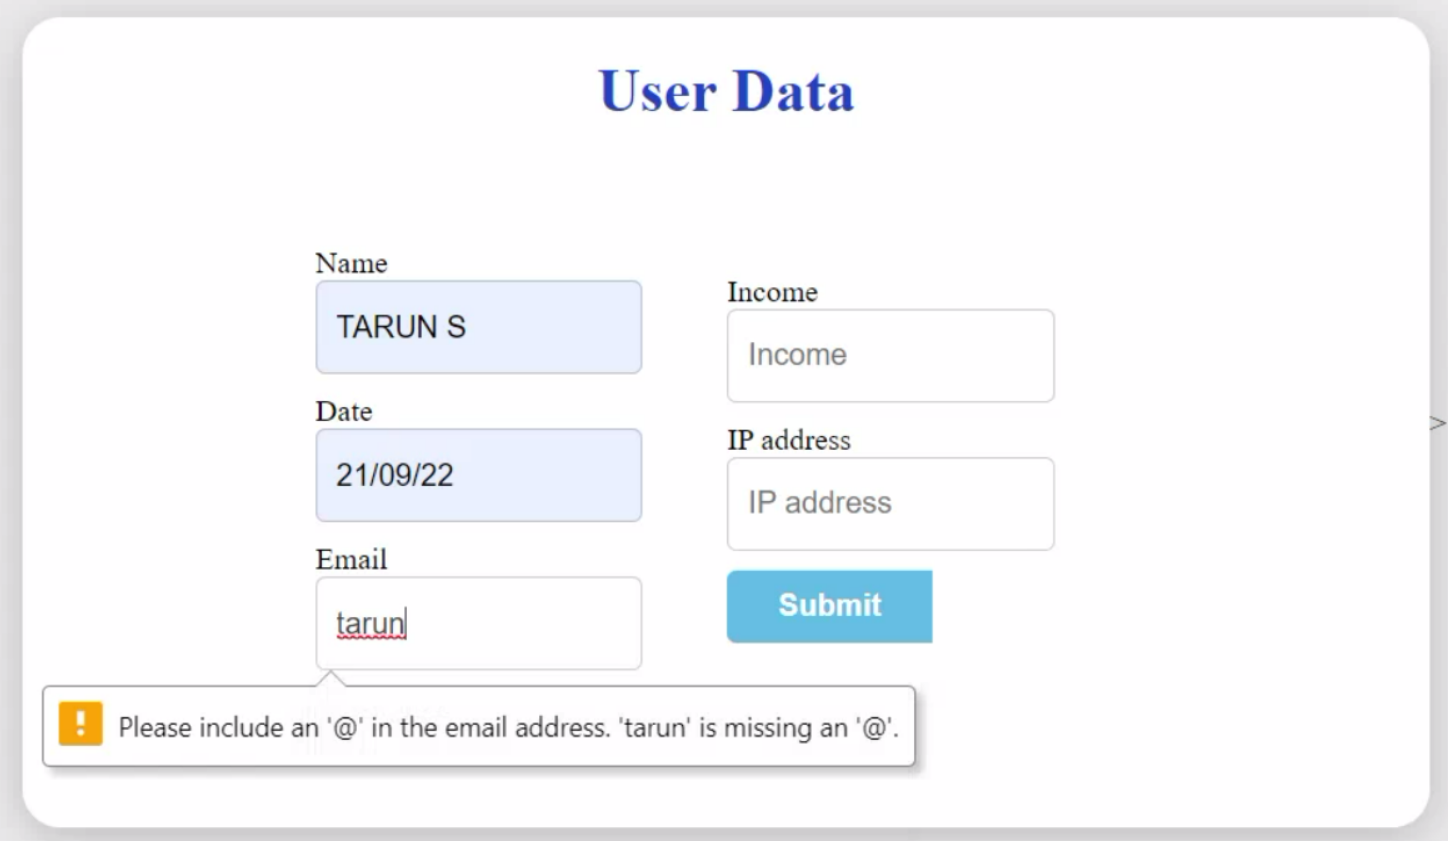 User Data
Name
TARUN S
Date
21/09/22
Email
tarun
Please include an '@' in the email address. 'tarun' is missing an '@'.
Income
Income
IP address
IP address
Submit
>